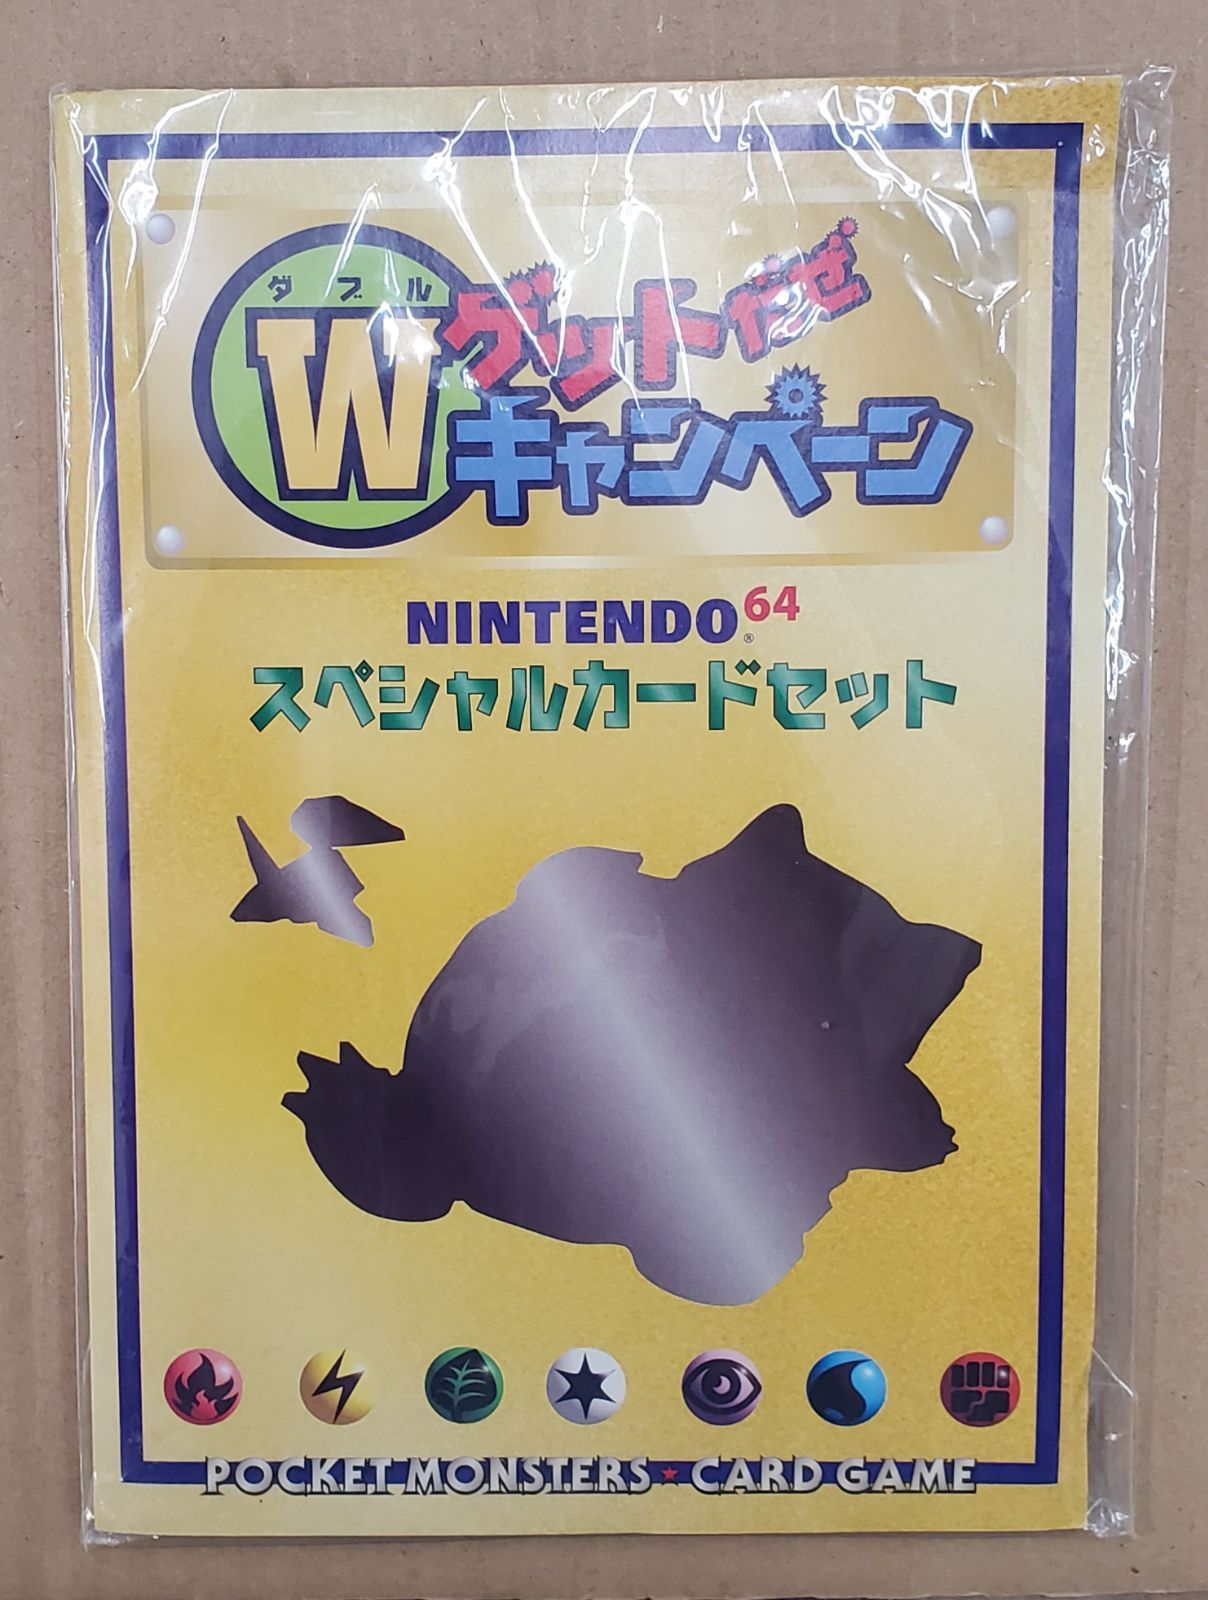 ダブル
W
ゲットだぜ
キャンペーン
NINTENDO64®
スペシャルカードセット
POCKET MONSTERS★CARD GAME